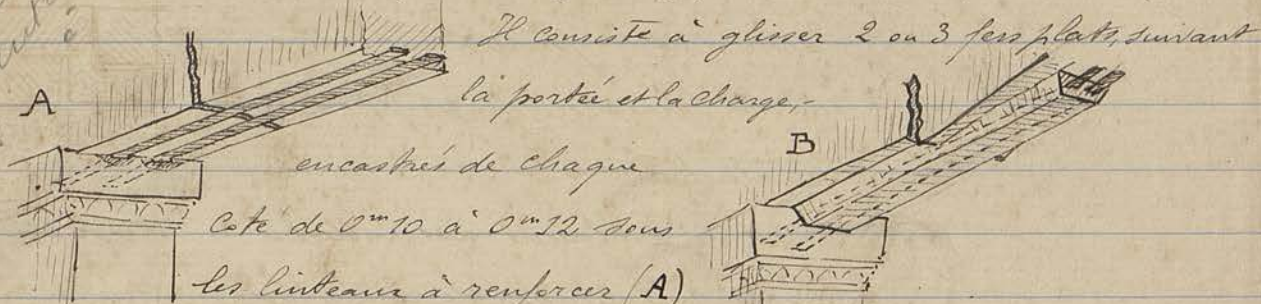 Il consiste à glisser 2 ou 3 fers plats, suivant
la portée et la charge,-
encastrés de chaque
Coté de 0m10 à 0m12 sous
les linteaux à renforcer (A)
A
B